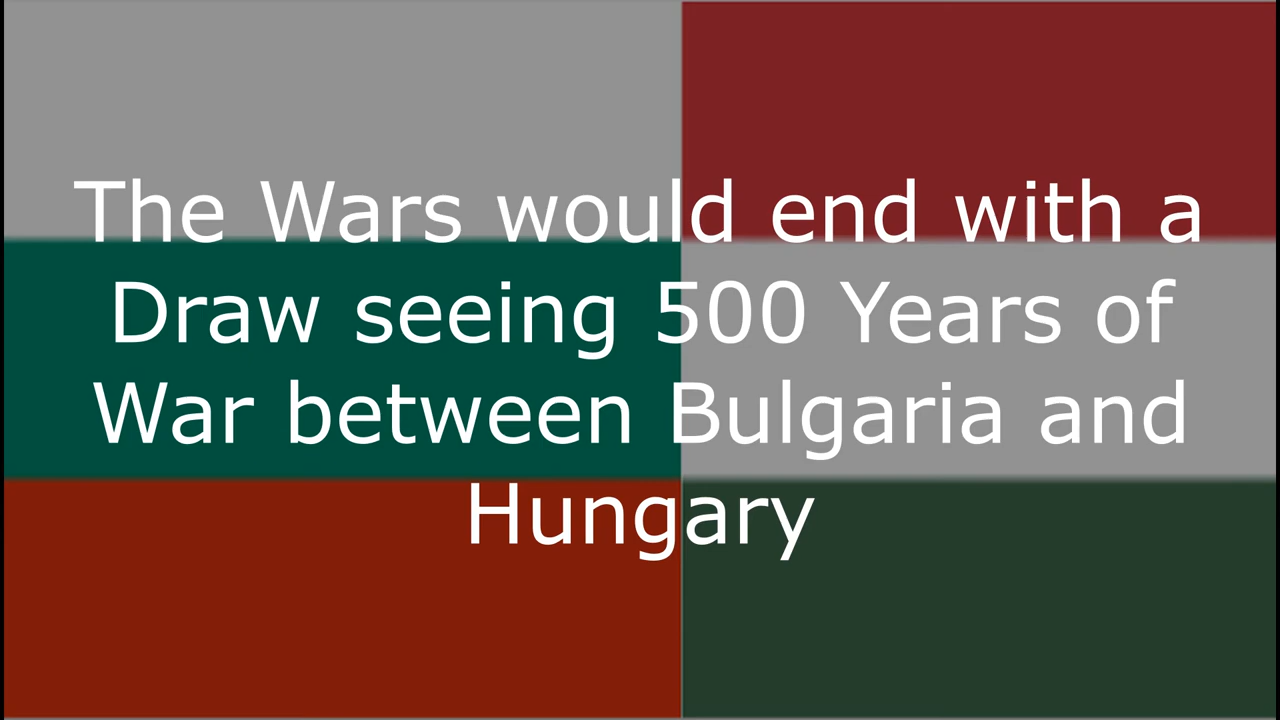 The Wars would end with a
Draw seeing 500 Years of
War between Bulgaria and
Hungary